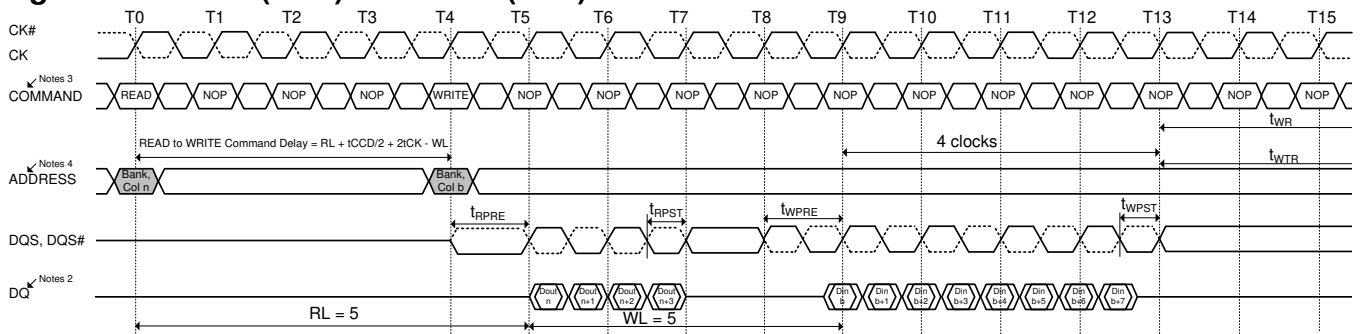 T0 T1 T2 T3 T4 T5 T6 T7 T8 T9 T10 T11 T12 T13 T14 T15
CK#
CK
Notes 3
COMMAND READ NOP NOP NOP WRITE NOP NOP NOP NOP NOP NOP NOP NOP NOP NOP NOP
tWR
READ to WRITE Command Delay = RL + tCCD/2 + 2tCK - WL
4 clocks
tWTR
Notes 4
ADDRESS
Bank, Col n
Bank, Col b
tRPRE tRPST tWPRE tWPST
DQS, DQS#
Notes 2
DQ
Dout n
Dout n+1
Dout n+2
Dout n+3
Din b
Din b+1
Din b+2
Din b+3
Din b+4
Din b+5
Din b+6
Din b+7
RL = 5
WL = 5